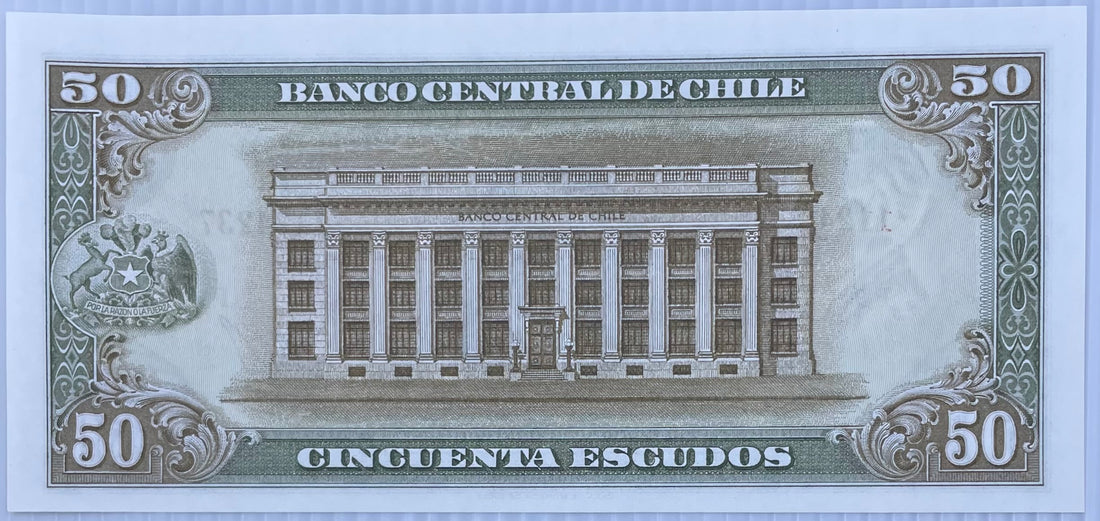 50 BANCO CENTRAL DE CHILE 50
BANCO CENTRAL DE CHILE
POR LA RAZON O LA FUERZA
50 CINCUENTA ESCUDOS 50